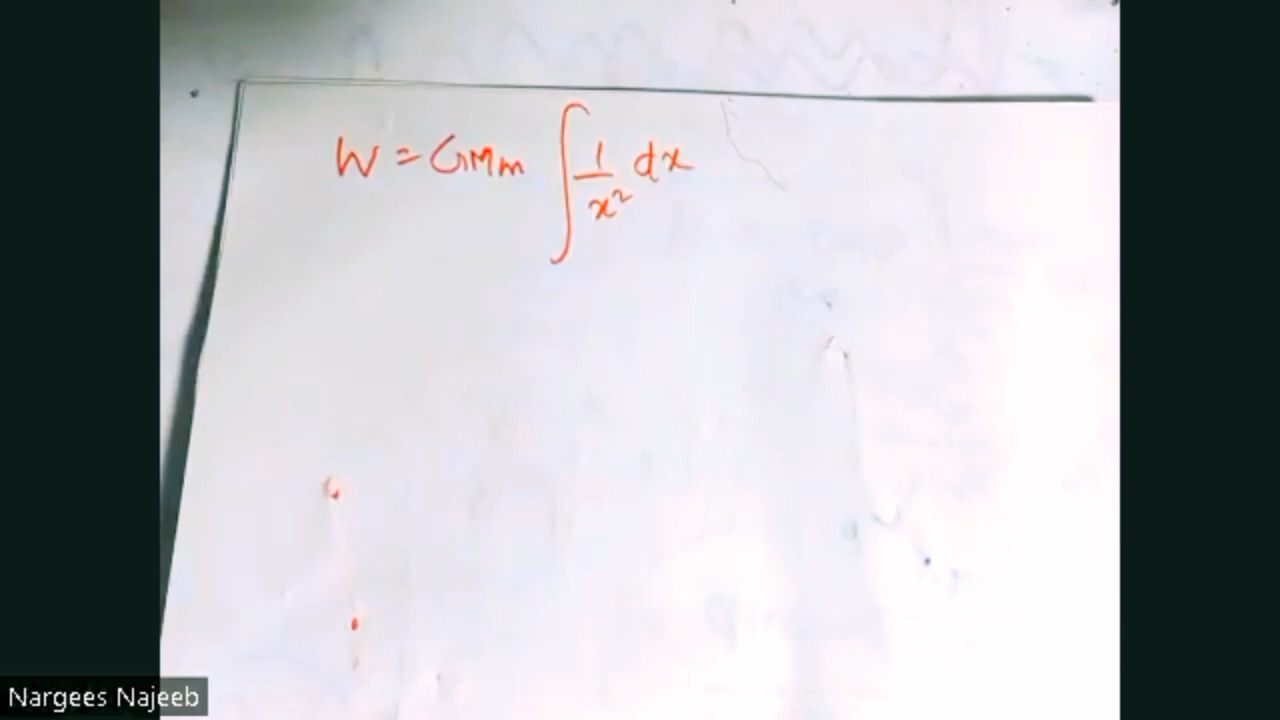 W = GMm ∫ 1/x² dx
Nargees Najeeb